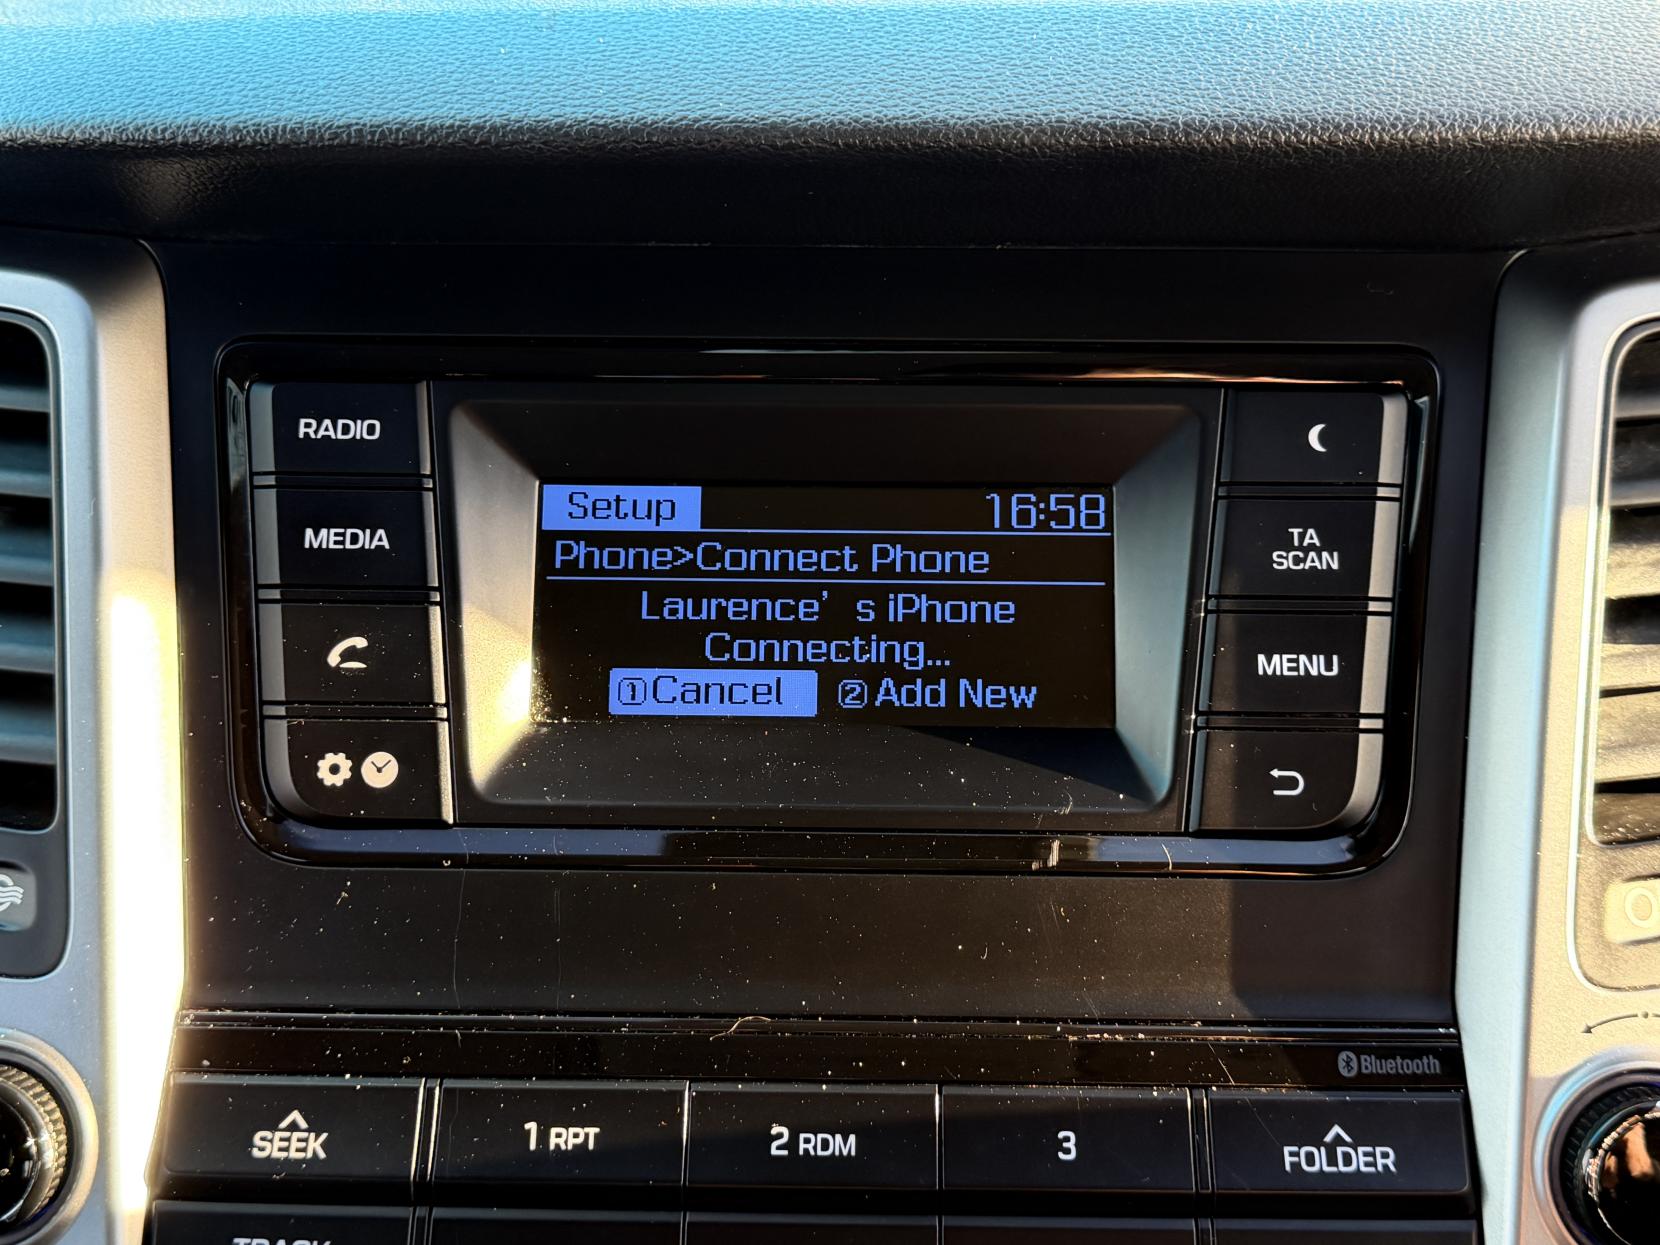 RADIO
MEDIA
Setup 16:58
Phone>Connect Phone
Laurence’ s iPhone
Connecting...
①Cancel ②Add New
TA
SCAN
MENU
Bluetooth
SEEK
1 RPT
2 RDM
3
FOLDER
TRACK